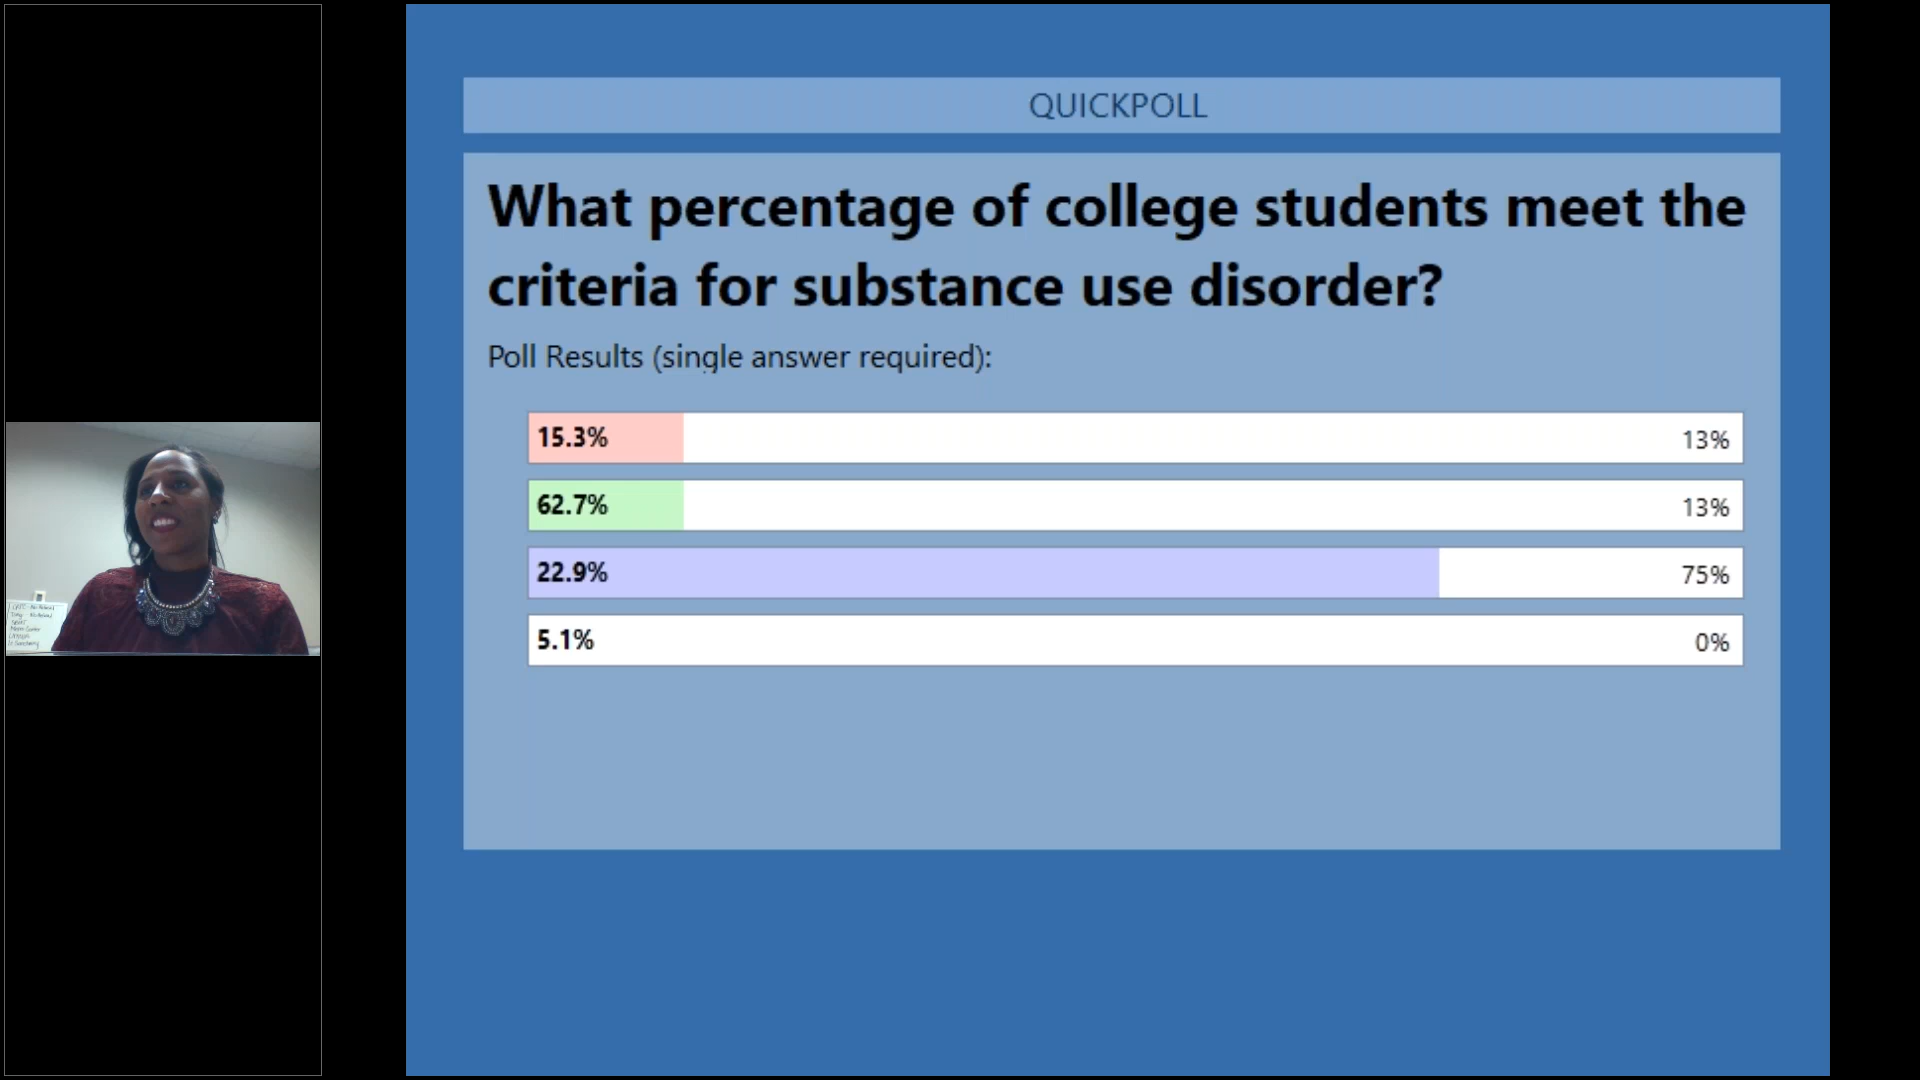 QUICKPOLL
What percentage of college students meet the
criteria for substance use disorder?
Poll Results (single answer required):
15.3% 13%
62.7% 13%
22.9% 75%
5.1% 0%